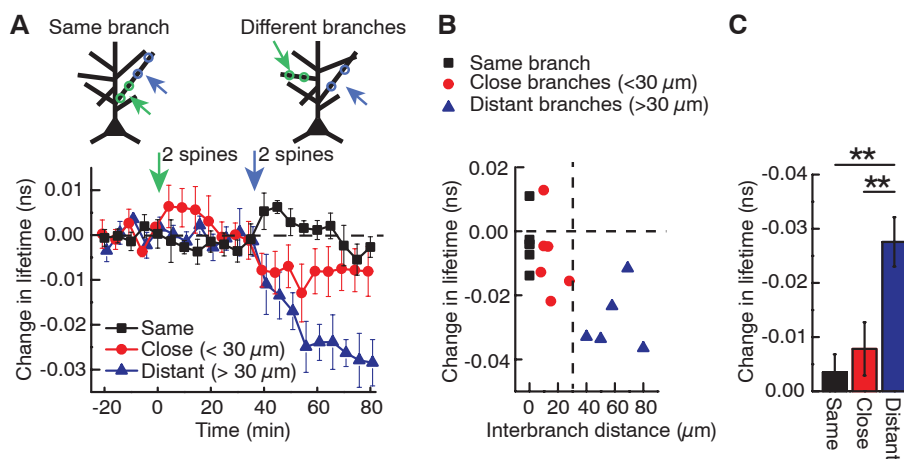 A
Same branch
Different branches
2 spines
2 spines
Change in lifetime (ns)
0.01
0.00
-0.01
-0.02
-0.03
Same
Close (< 30 µm)
Distant (> 30 µm)
-20 0 20 40 60 80
Time (min)
B
Same branch
Close branches (<30 µm)
Distant branches (>30 µm)
Change in lifetime (ns)
0.02
0.00
-0.02
-0.04
0 20 40 60 80
Interbranch distance (µm)
C
Change in lifetime (ns)
-0.04
-0.03
-0.02
-0.01
0.00
**
**
Same
Close
Distant